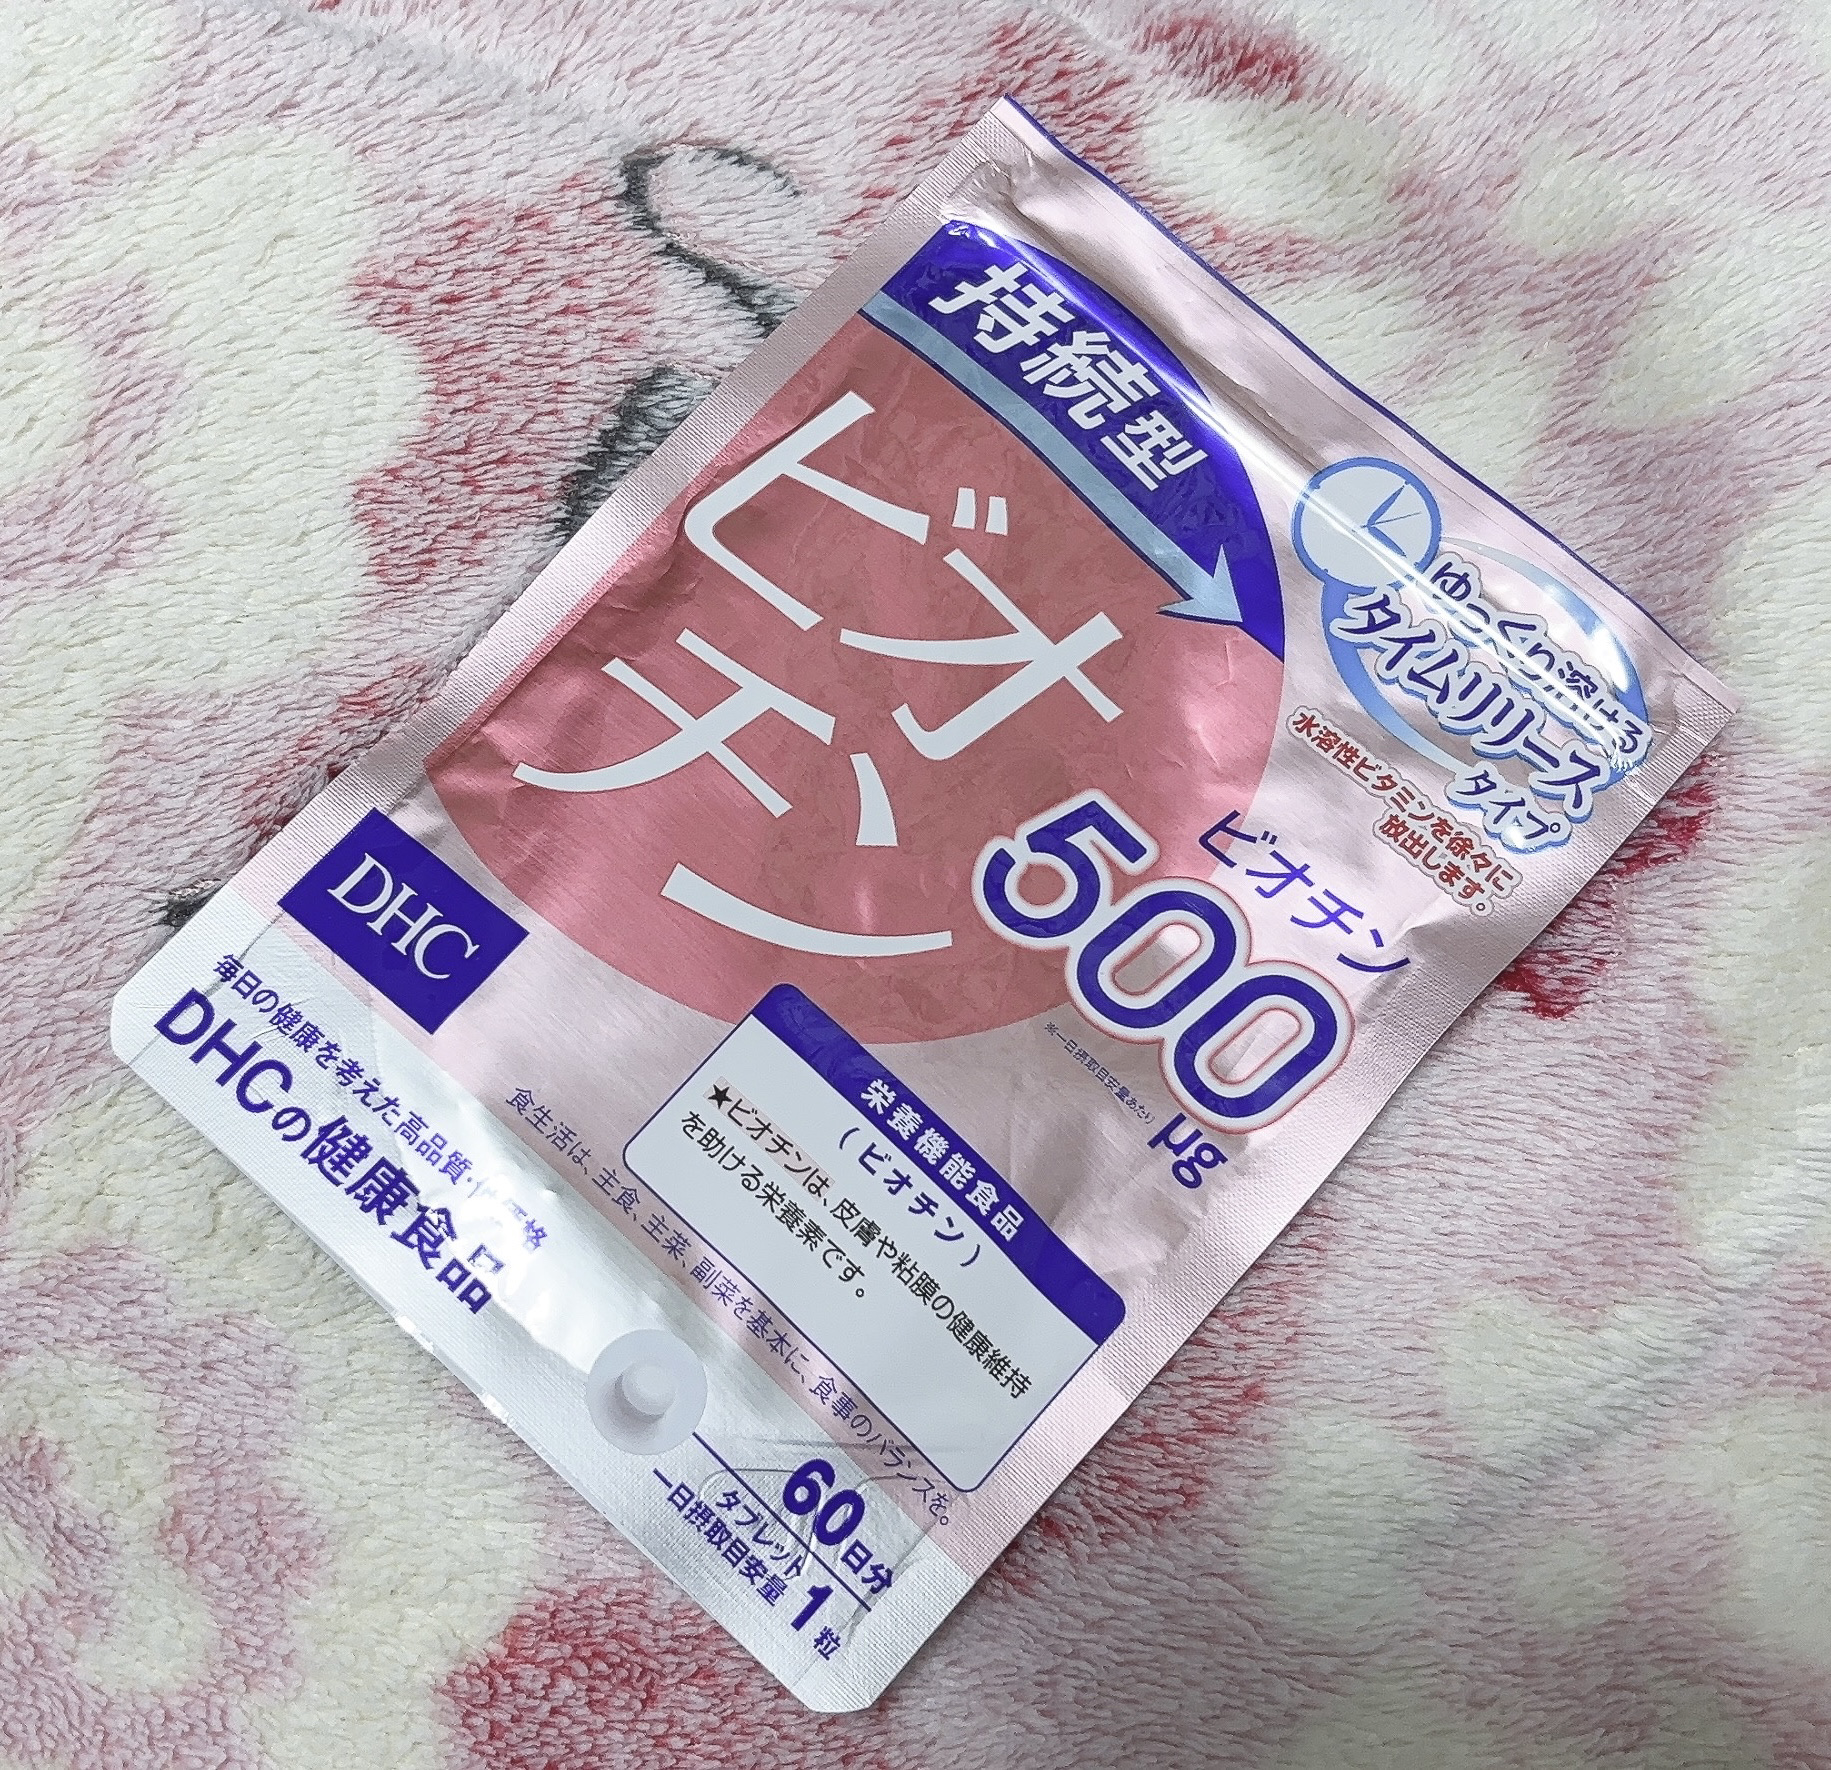 持続型
ビオ
チン
ゆっくり溶ける
タイムリリース
タイプ
水溶性ビタミンを徐々に
放出します。
ビオチン
500μg
※一日摂取目安量あたり
DHC
栄養機能食品
(ビオチン)
★ビオチンは、皮膚や粘膜の健康維持
を助ける栄養素です。
食生活は、主食、主菜、副菜を基本に、食事のバランスを。
毎日の健康を考えた高品質・低価格
DHCの健康食品
60日分
タブレット
一日摂取目安量1粒